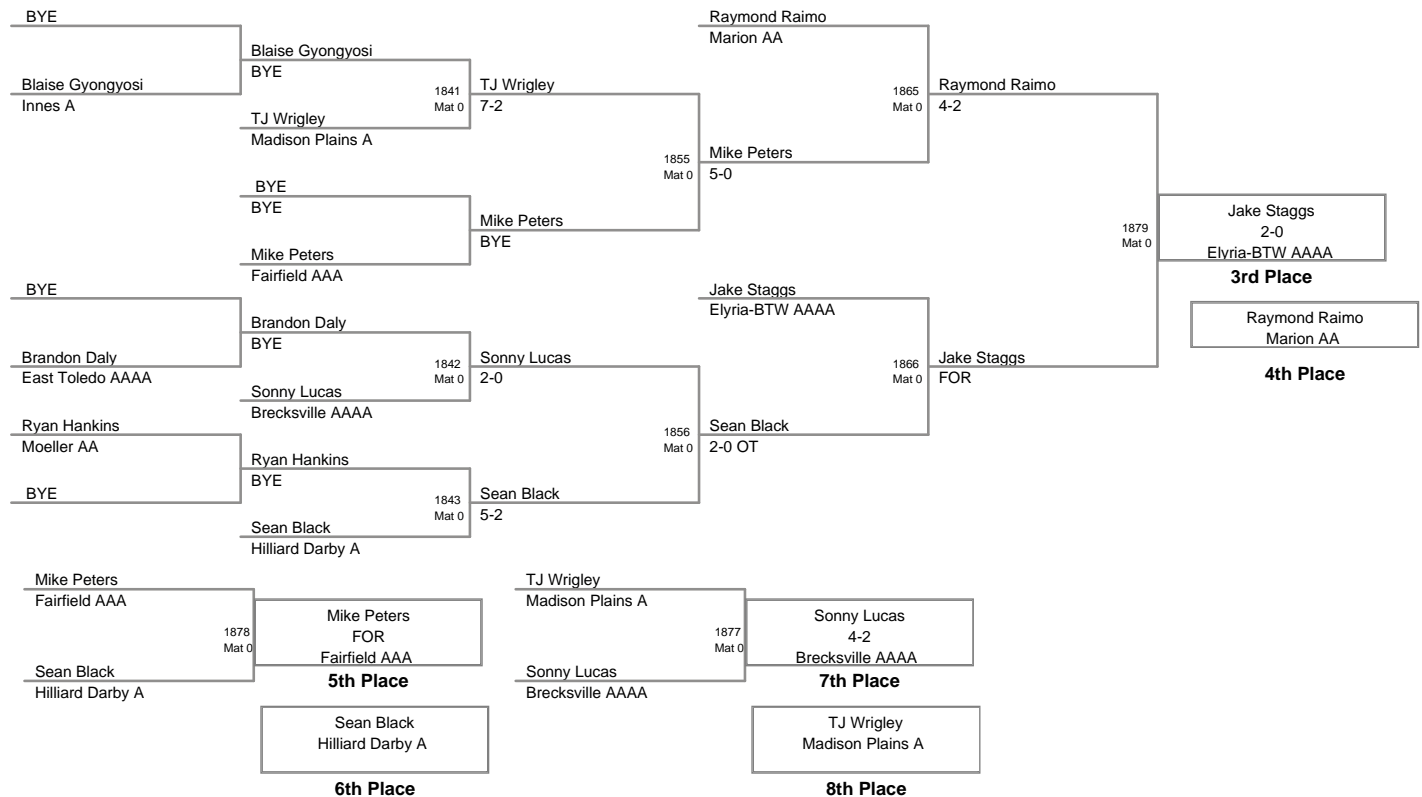 BYE
Blaise Gyongyosi
Innes A
Blaise Gyongyosi
BYE
TJ Wrigley
Madison Plains A
1841
Mat 0
TJ Wrigley
7-2
BYE
BYE
Mike Peters
Fairfield AAA
Mike Peters
BYE
1855
Mat 0
Raymond Raimo
Marion AA
Mike Peters
5-0
1865
Mat 0
Raymond Raimo
4-2
BYE
Brandon Daly
East Toledo AAAA
Brandon Daly
BYE
Sonny Lucas
Brecksville AAAA
1842
Mat 0
Sonny Lucas
2-0
Ryan Hankins
Moeller AA
BYE
Ryan Hankins
BYE
Sean Black
Hilliard Darby A
1843
Mat 0
Sean Black
5-2
1856
Mat 0
Jake Staggs
Elyria-BTW AAAA
Sean Black
2-0 OT
1866
Mat 0
Jake Staggs
FOR
1879
Mat 0
Jake Staggs
2-0
Elyria-BTW AAAA
3rd Place
Raymond Raimo
Marion AA
4th Place
Mike Peters
Fairfield AAA
Sean Black
Hilliard Darby A
1878
Mat 0
Mike Peters
FOR
Fairfield AAA
5th Place
Sean Black
Hilliard Darby A
6th Place
TJ Wrigley
Madison Plains A
Sonny Lucas
Brecksville AAAA
1877
Mat 0
Sonny Lucas
4-2
Brecksville AAAA
7th Place
TJ Wrigley
Madison Plains A
8th Place